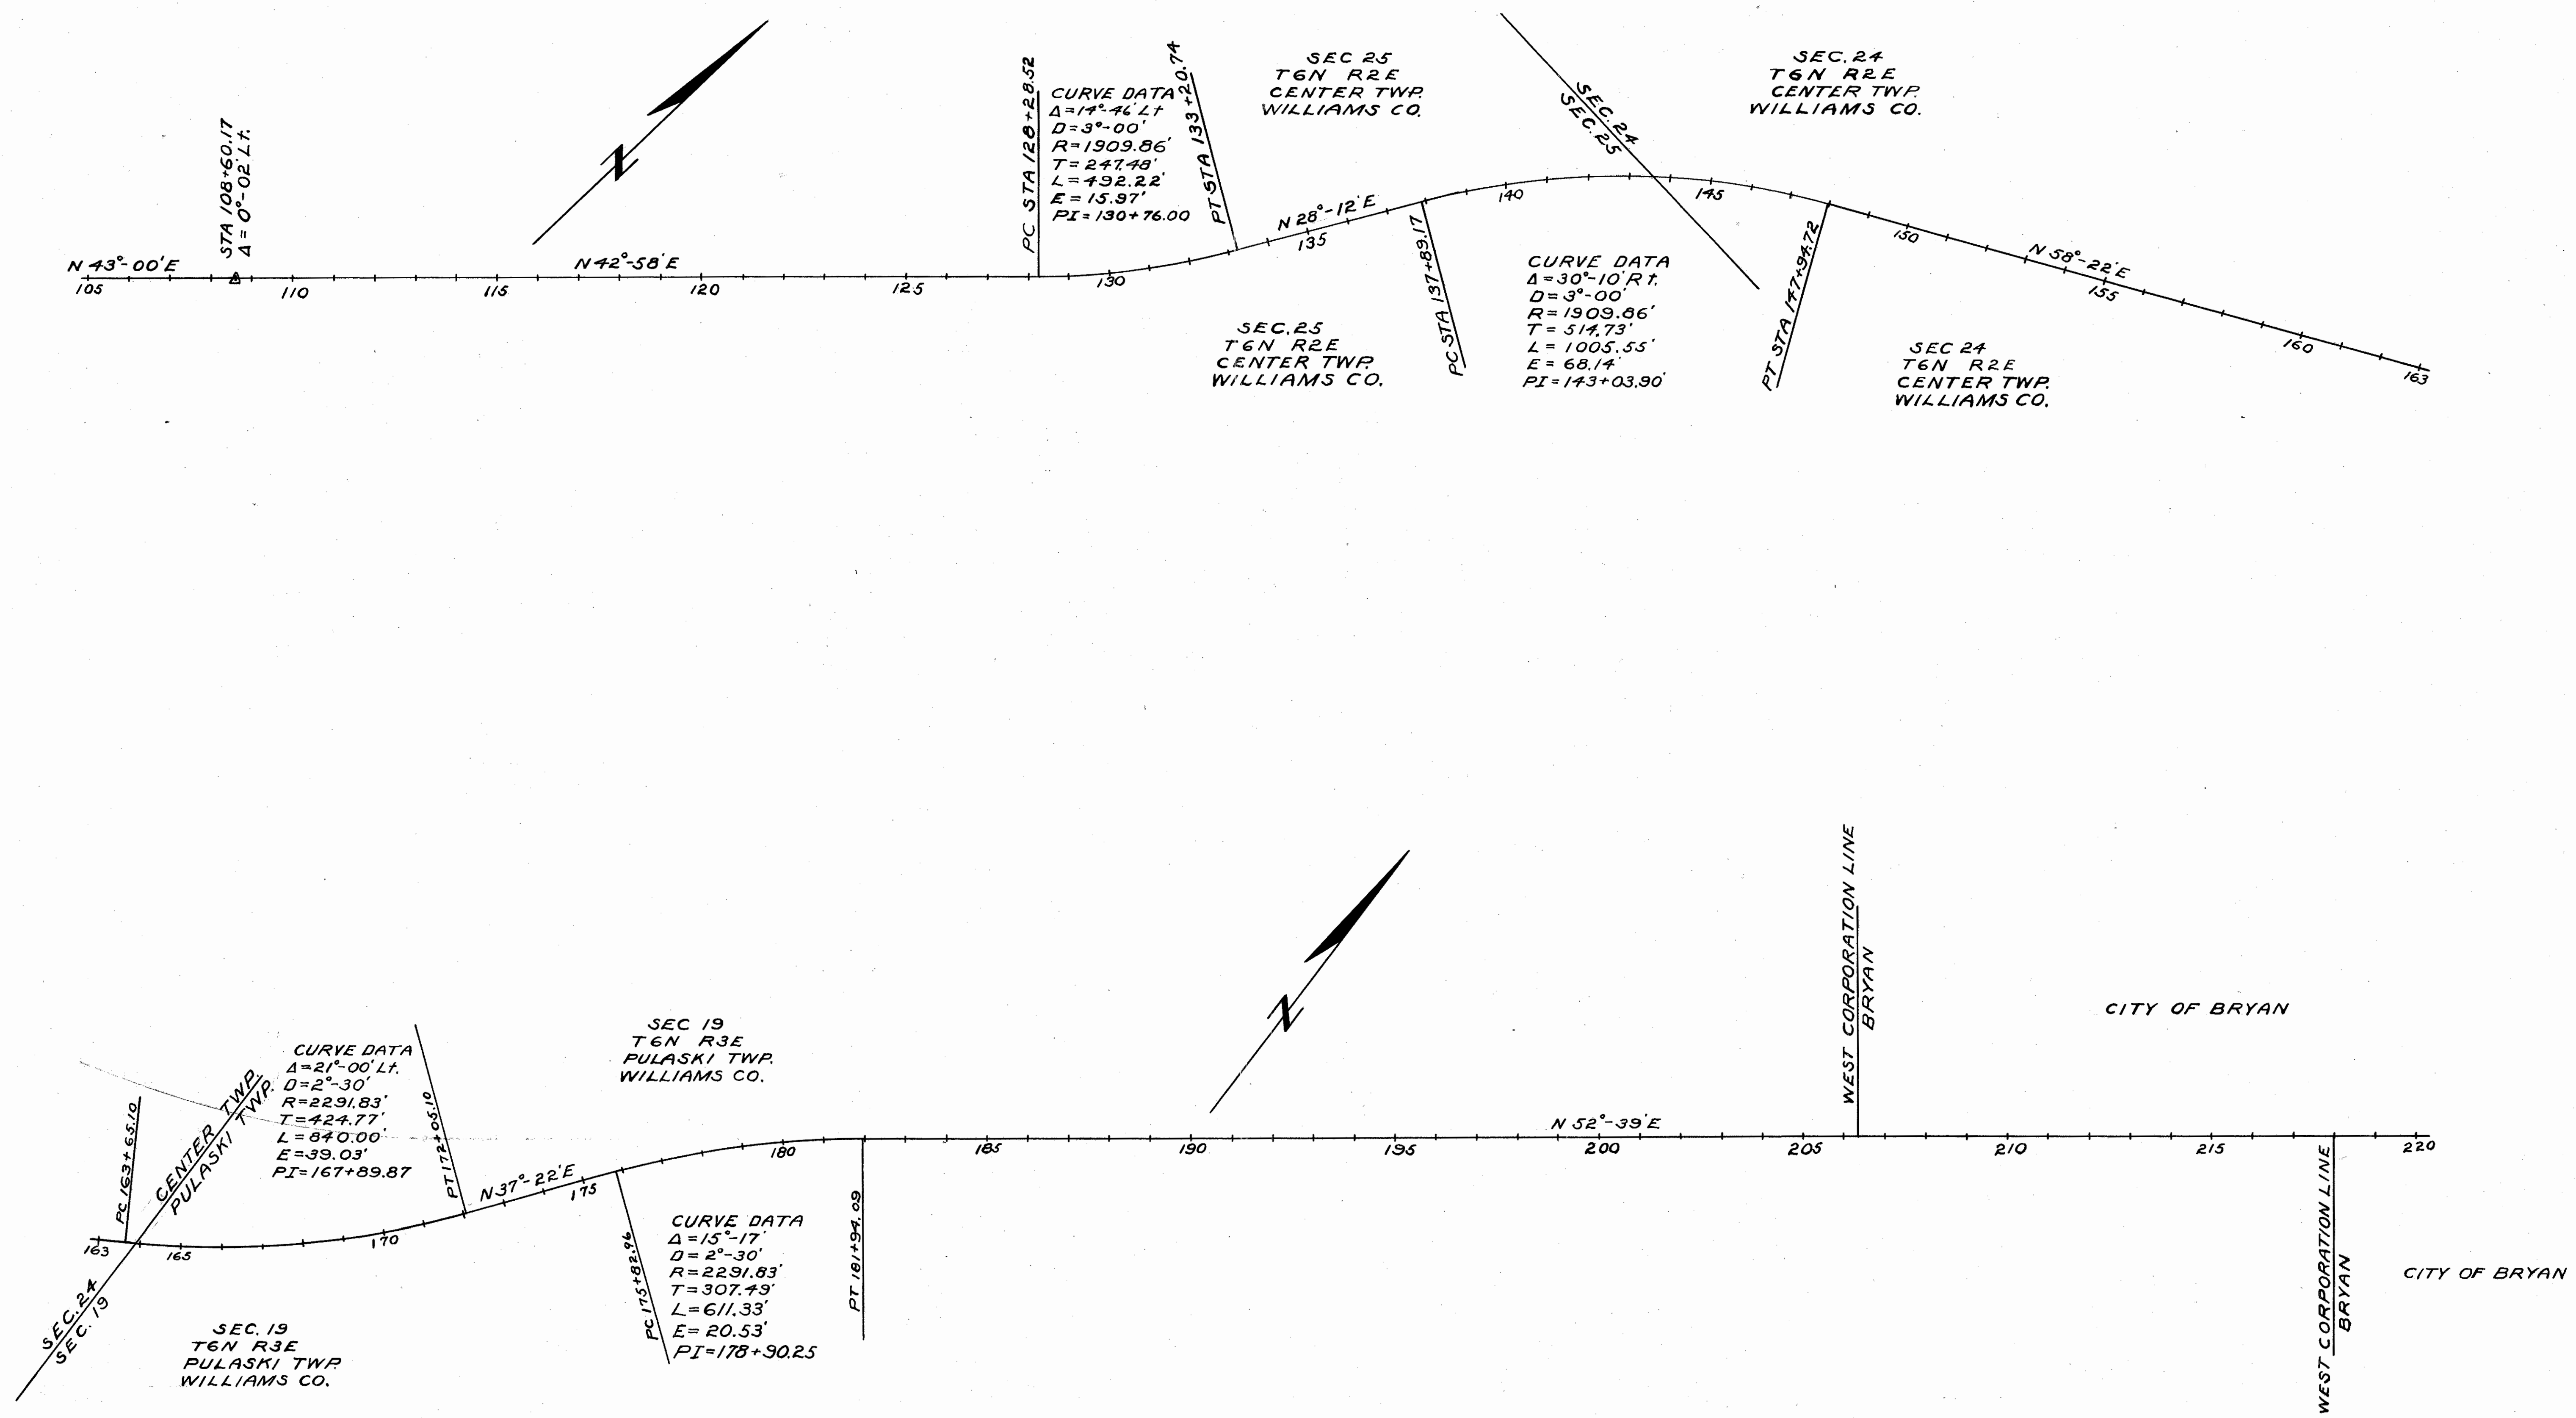 STA 108+60.17
Δ = 0°-02' Lt.
N 43°-00' E
N 42°-58' E
105
110
115
120
125
130
N
PC STA 128+28.52
CURVE DATA
Δ=14°-46' Lt
D=3°-00'
R=1909.86'
T=247.48'
L=492.22'
E=15.97'
PI=130+76.00
PT STA 133+20.74
SEC 25
T6N R2E
CENTER TWP.
WILLIAMS CO.
N 28°-12' E
135
SEC. 24
SEC. 25
SEC. 24
T6N R2E
CENTER TWP.
WILLIAMS CO.
140
145
SEC. 25
T6N R2E
CENTER TWP.
WILLIAMS CO.
PC STA 137+89.17
CURVE DATA
Δ=30°-10' Rt.
D=3°-00'
R=1909.86'
T=514.73'
L=1005.55'
E=68.14'
PI=143+03.90'
PT STA 147+94.72
150
N 58°-22' E
155
160
163
SEC 24
T6N R2E
CENTER TWP.
WILLIAMS CO.
PC 163+65.10
CENTER TWP.
PULASKI TWP.
CURVE DATA
Δ=21°-00' Lt.
D=2°-30'
R=2291.83'
T=424.77'
L=840.00'
E=39.03'
PI=167+89.87
PT 172+05.10
SEC 19
T6N R3E
PULASKI TWP.
WILLIAMS CO.
163
165
170
N 37°-22' E
175
180
185
N
190
195
N 52°-39' E
200
205
210
215
220
WEST CORPORATION LINE
BRYAN
CITY OF BRYAN
SEC. 24
SEC. 19
SEC. 19
T6N R3E
PULASKI TWP.
WILLIAMS CO.
PC 175+82.96
CURVE DATA
Δ=15°-17'
D=2°-30'
R=2291.83'
T=307.49'
L=611.33'
E=20.53'
PI=178+90.25
PT 181+94.09
WEST CORPORATION LINE
BRYAN
CITY OF BRYAN